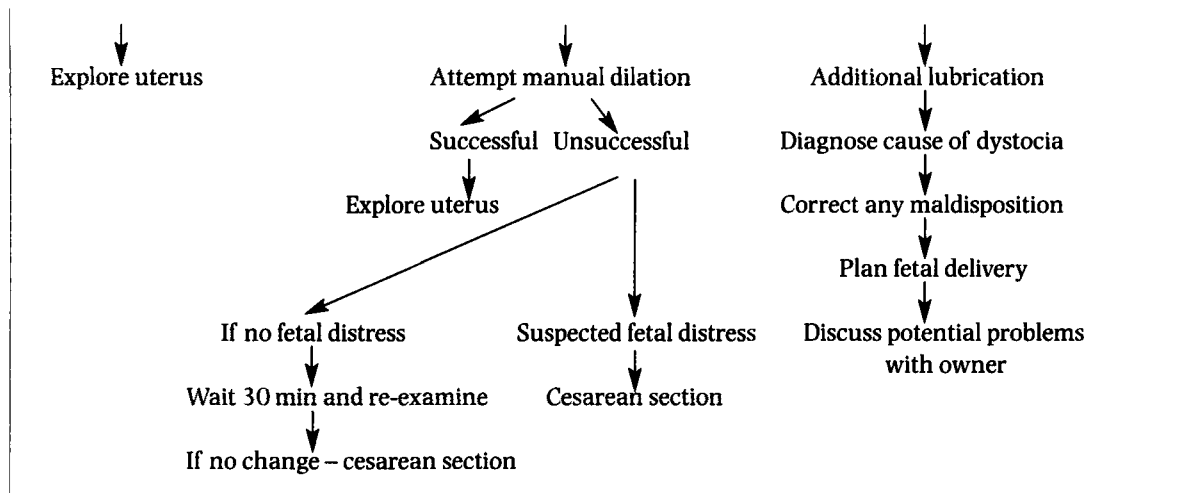 Explore uterus
Attempt manual dilation
Additional lubrication
Successful
Unsuccessful
Diagnose cause of dystocia
Explore uterus
Correct any maldisposition
Plan fetal delivery
If no fetal distress
Suspected fetal distress
Discuss potential problems
with owner
Wait 30 min and re-examine
Cesarean section
If no change – cesarean section